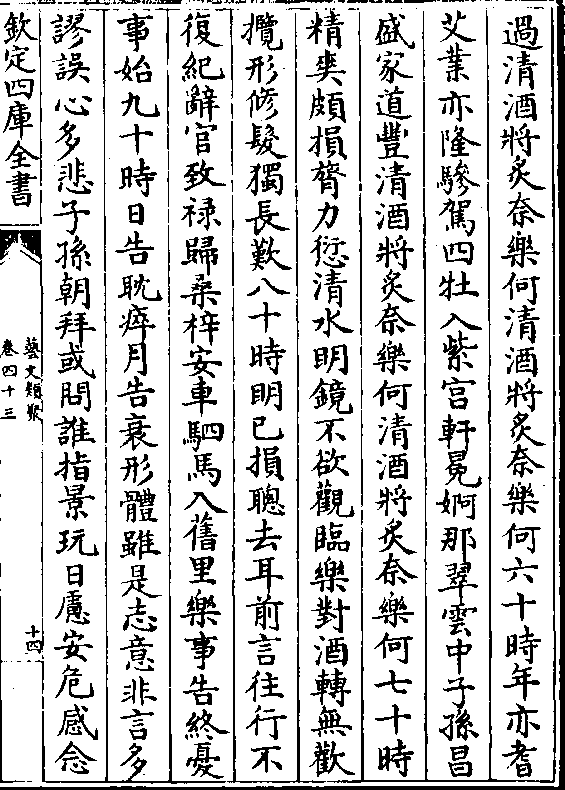 過清酒將炙奈樂何清酒將炙奈樂何六十時年亦耆
艾業亦隆驂駕四牡入紫宫軒冕婀那翠雲中子孫昌
盛家道豐清酒將炙奈樂何清酒將炙奈樂何七十時
精爽頗損膂力愆清水明鏡不欲觀臨樂對酒轉無歡
攬形修髮獨長歎八十時明已損聰去耳前言往行不
復紀辭官致禄歸桑梓安車駟馬入舊里樂事告終憂
事始九十時日告耽瘁月告衰形體雖是志意非言多
謬誤心多悲子孫朝拜或問誰指景玩日慮安危感念
欽定四庫全書
藝文類聚
卷四十三
十四